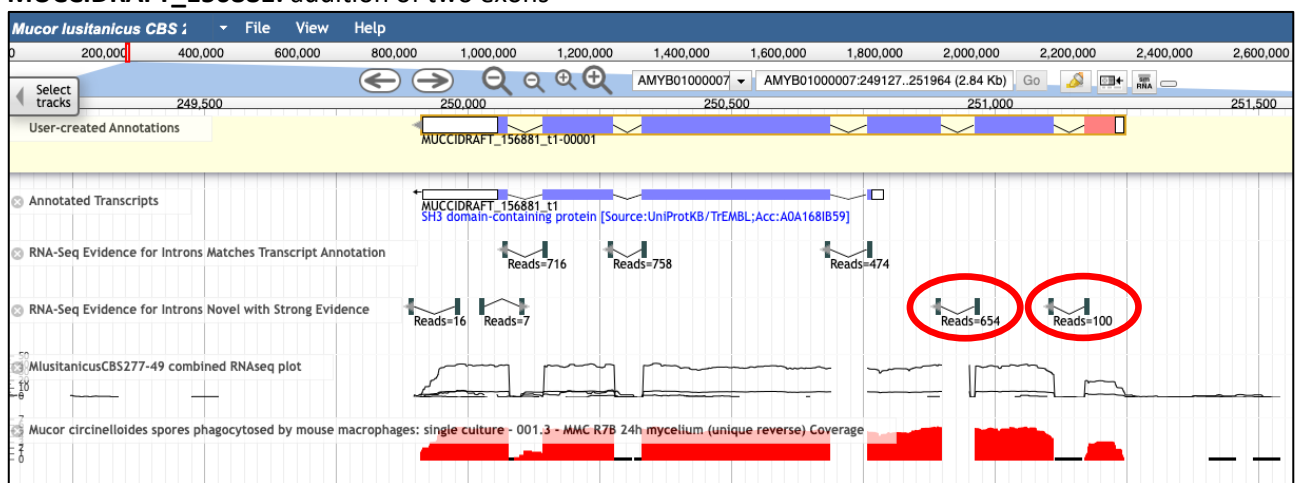 MUCCIDRAFT_156881: addition of two exons
Mucor lusitanicus CBS 2 File View Help
0 200,000 400,000 600,000 800,000 1,000,000 1,200,000 1,400,000 1,600,000 1,800,000 2,000,000 2,200,000 2,400,000 2,600,000
AMYB01000007 AMYB01000007:249127..251964 (2.84 Kb) Go
RNA
Select
tracks
249,500 250,000 250,500 251,000 251,500
User-created Annotations
MUCCIDRAFT_156881_t1-00001
Annotated Transcripts
MUCCIDRAFT_156881_t1
SH3 domain-containing protein [Source:UniProtKB/TrEMBL;Acc:A0A168IB59]
RNA-Seq Evidence for Introns Matches Transcript Annotation
Reads=716 Reads=758 Reads=474
RNA-Seq Evidence for Introns Novel with Strong Evidence
Reads=16 Reads=7 Reads=654 Reads=100
MlusitanicusCBS277-49 combined RNAseq plot
Mucor circinelloides spores phagocytosed by mouse macrophages: single culture - 001.3 - MMC R7B 24h mycelium (unique reverse) Coverage